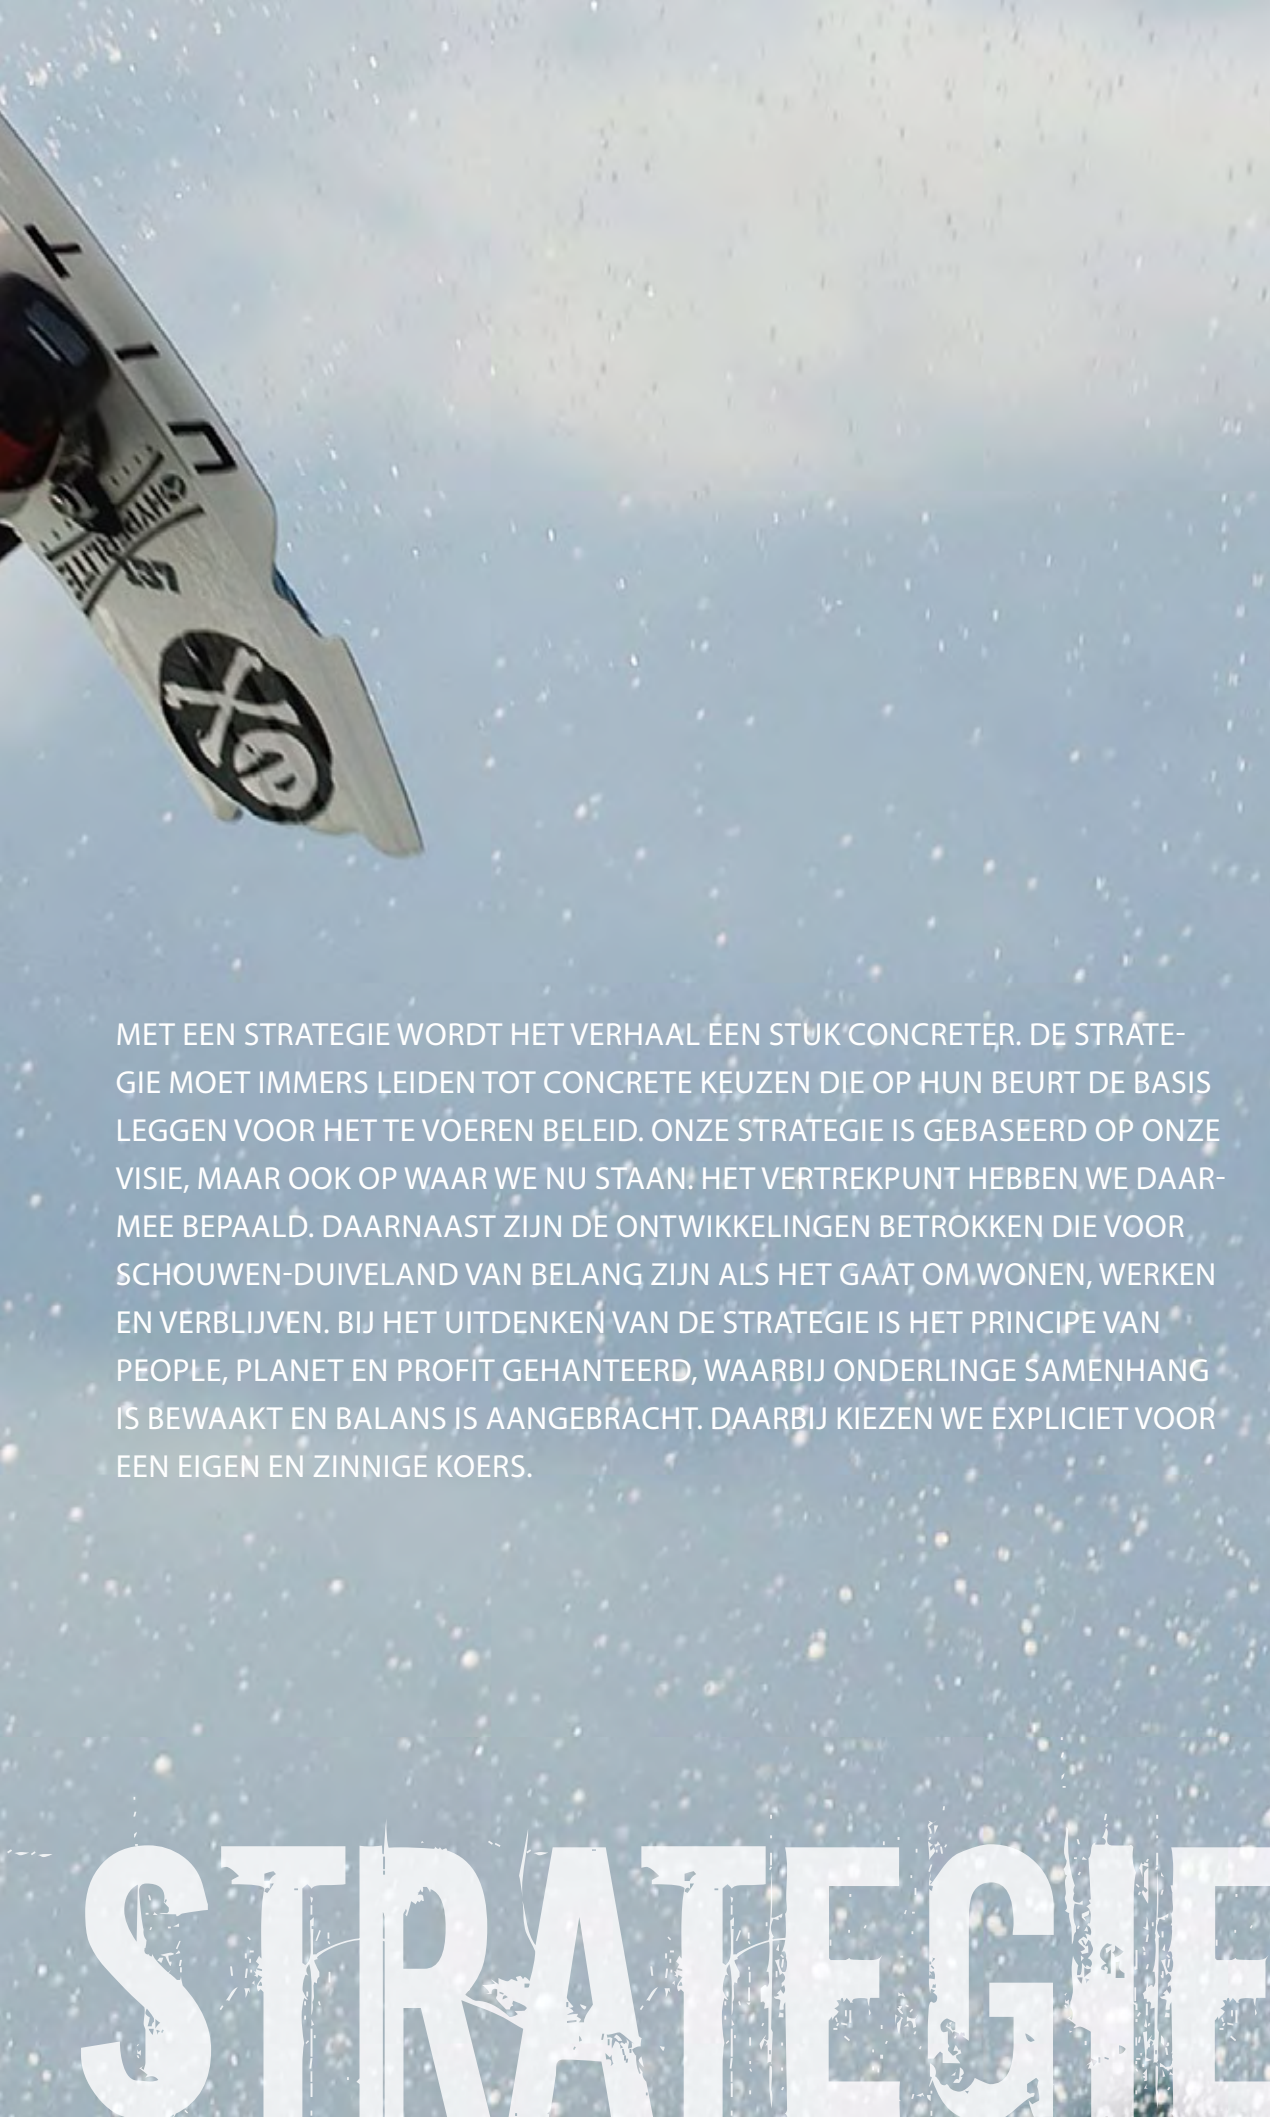 T
I
U
HYPERLITE
MET EEN STRATEGIE WORDT HET VERHAAL EEN STUK CONCRETER. DE STRATE-
GIE MOET IMMERS LEIDEN TOT CONCRETE KEUZEN DIE OP HUN BEURT DE BASIS
LEGGEN VOOR HET TE VOEREN BELEID. ONZE STRATEGIE IS GEBASEERD OP ONZE
VISIE, MAAR OOK OP WAAR WE NU STAAN. HET VERTREKPUNT HEBBEN WE DAAR-
MEE BEPAALD. DAARNAAST ZIJN DE ONTWIKKELINGEN BETROKKEN DIE VOOR
SCHOUWEN-DUIVELAND VAN BELANG ZIJN ALS HET GAAT OM WONEN, WERKEN
EN VERBLIJVEN. BIJ HET UITDENKEN VAN DE STRATEGIE IS HET PRINCIPE VAN
PEOPLE, PLANET EN PROFIT GEHANTEERD, WAARBIJ ONDERLINGE SAMENHANG
IS BEWAAKT EN BALANS IS AANGEBRACHT. DAARBIJ KIEZEN WE EXPLICIET VOOR
EEN EIGEN EN ZINNIGE KOERS.
STRATEGIE